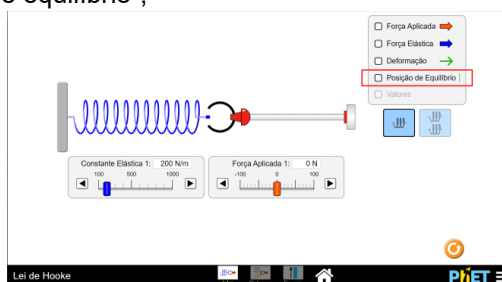 e equilíbrio ,
Força Aplicada
Força Elástica
Deformação
Posição de Equilíbrio
Valores
Constante Elástica 1: 200 N/m
100 500 1000
Força Aplicada 1: 0 N
-100 0 100
Lei de Hooke
PhET